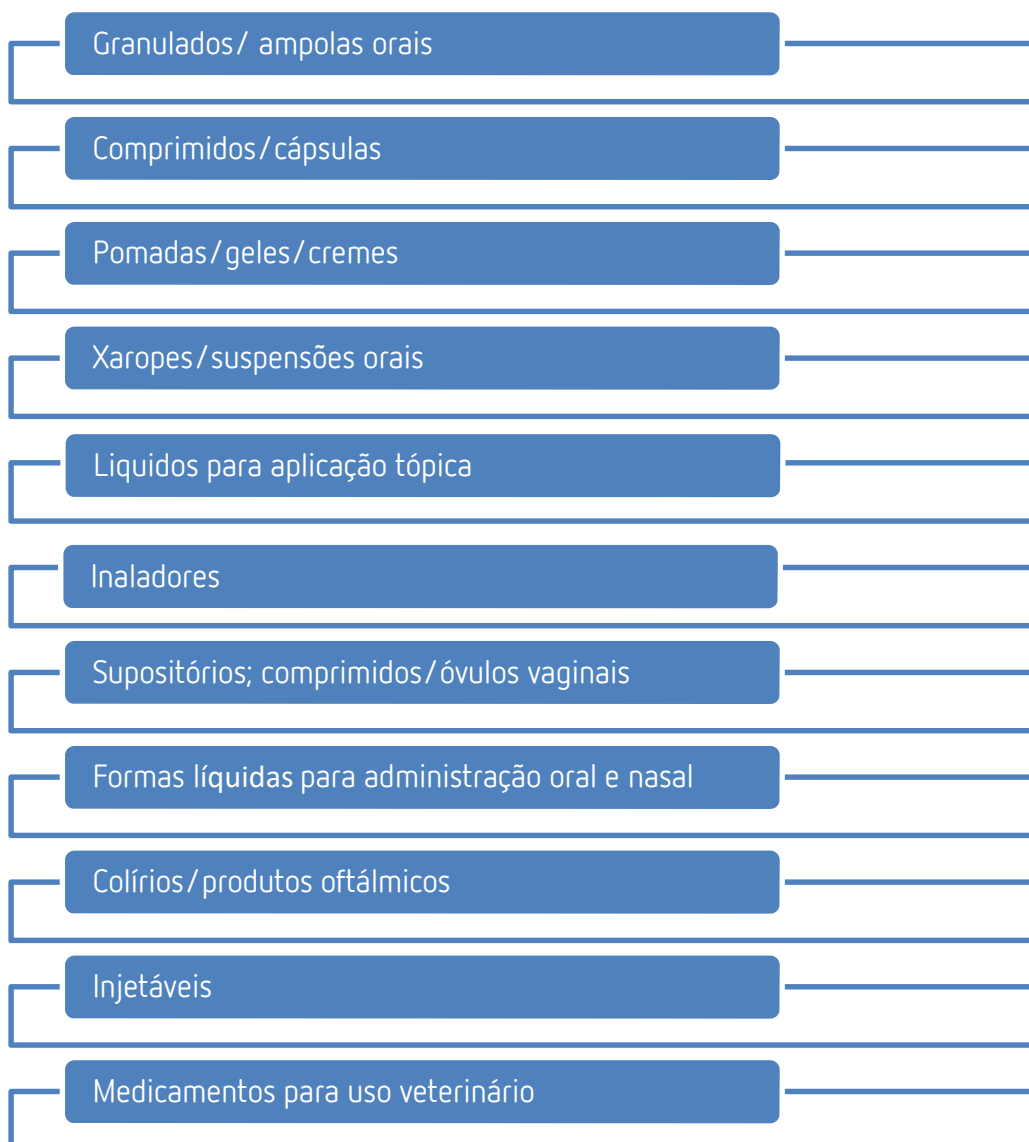 Granulados/ ampolas orais
Comprimidos/cápsulas
Pomadas/geles/cremes
Xaropes/suspensões orais
Liquidos para aplicação tópica
Inaladores
Supositórios; comprimidos/óvulos vaginais
Formas líquidas para administração oral e nasal
Colírios/produtos oftálmicos
Injetáveis
Medicamentos para uso veterinário